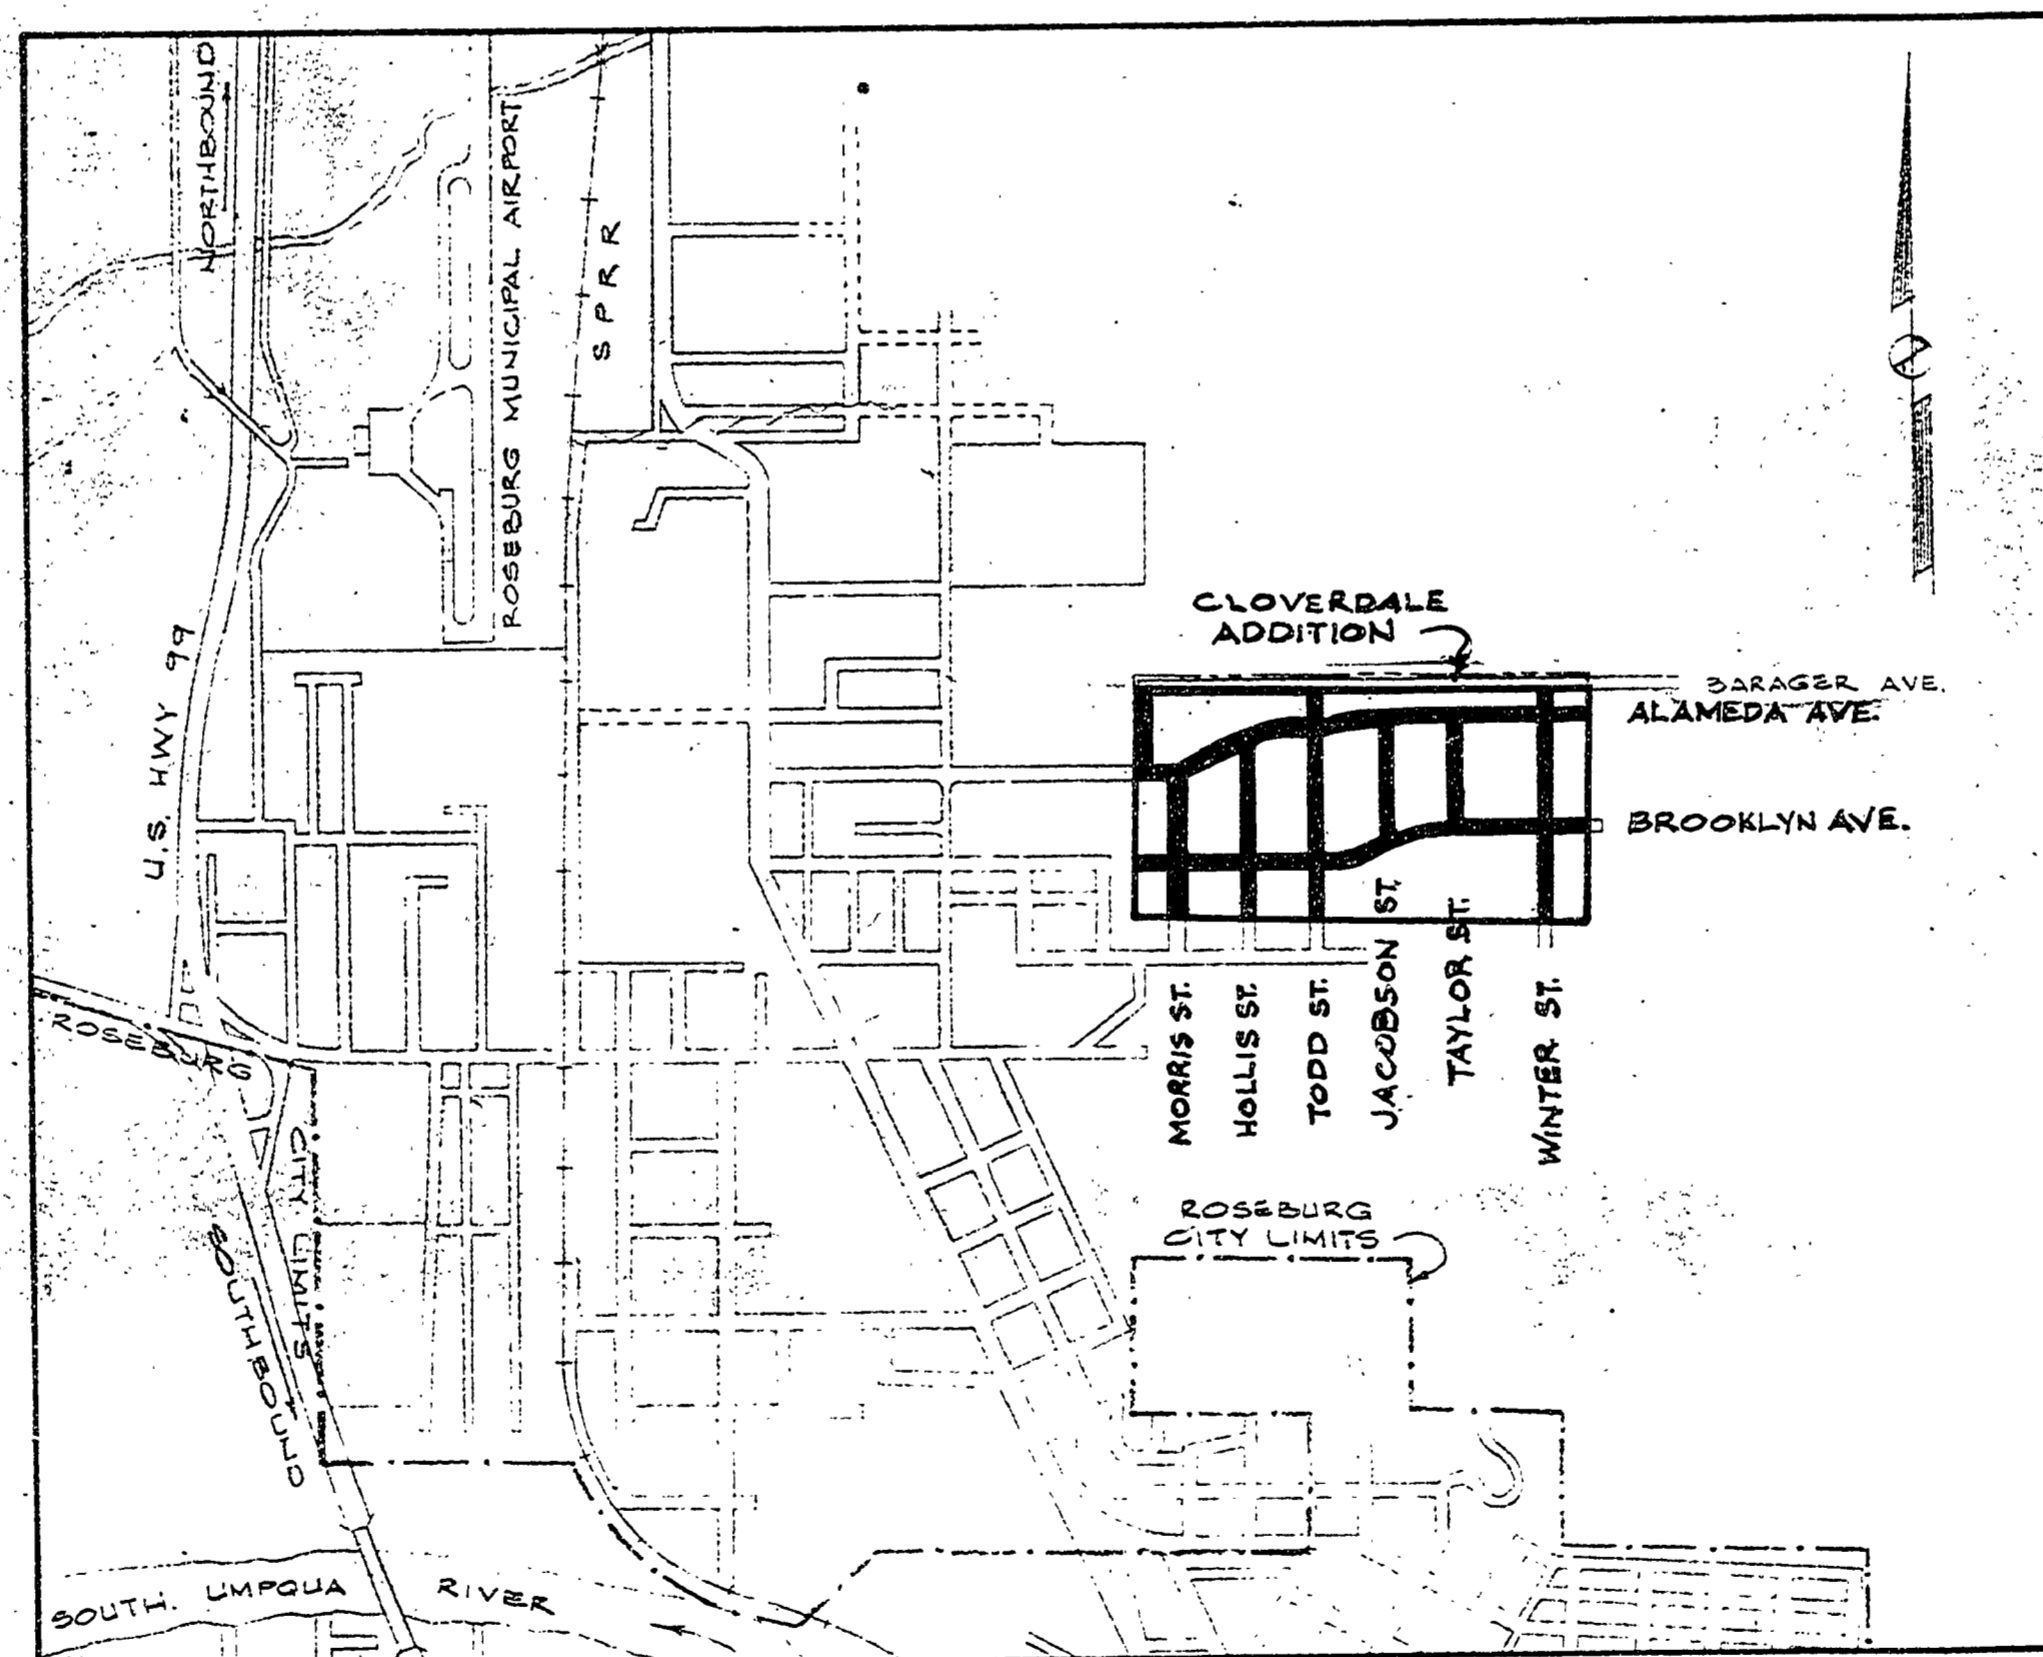 NORTHBOUND
ROSEBURG MUNICIPAL AIRPORT
S P R R
U.S. HWY 99
CLOVERDALE
ADDITION
BARAGER AVE.
ALAMEDA AVE.
BROOKLYN AVE.
MORRIS ST.
HOLLIS ST.
TODD ST.
JACOBSON ST.
TAYLOR ST.
WINTER ST.
ROSEBURG
CITY LIMITS
SOUTHBOUND
ROSEBURG
CITY LIMITS
SOUTH UMPQUA RIVER